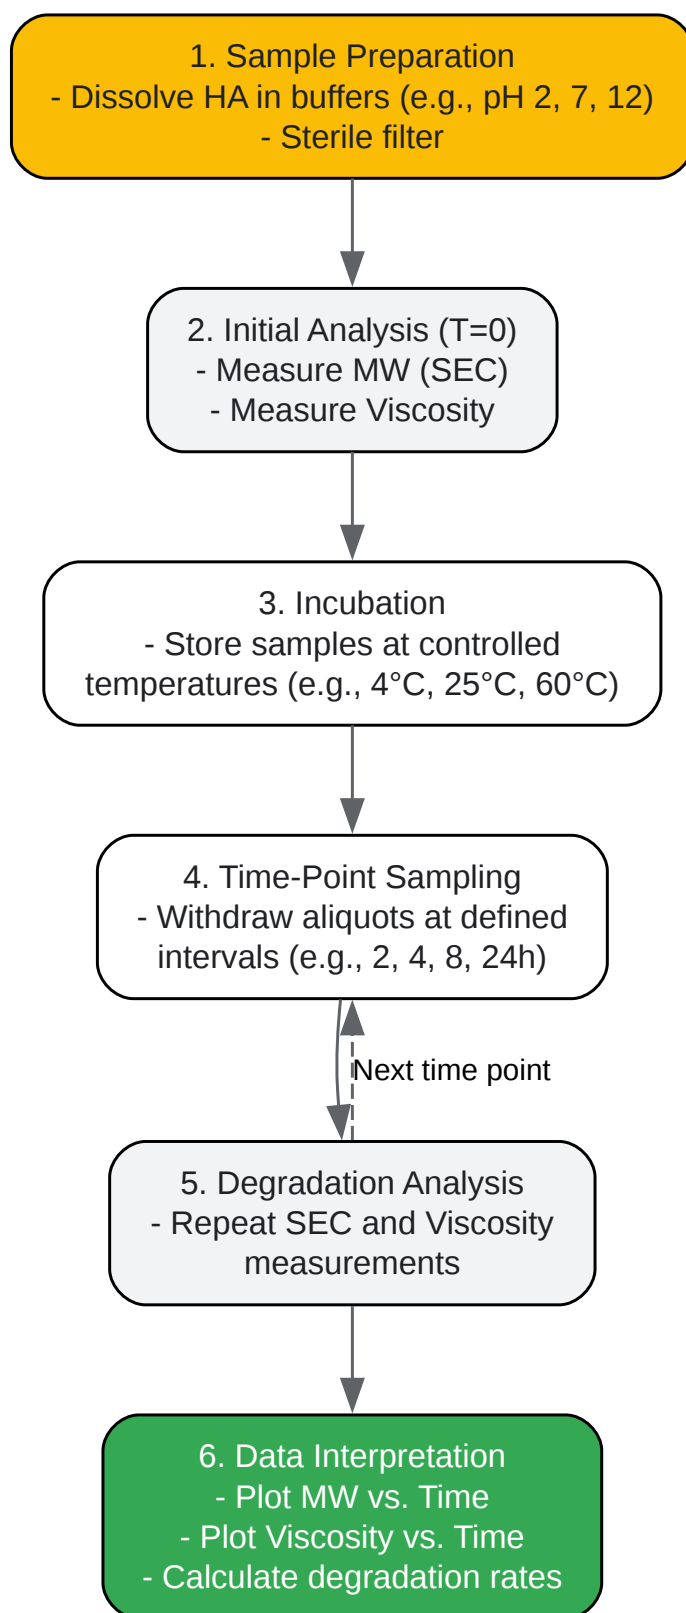 1. Sample Preparation
- Dissolve HA in buffers (e.g., pH 2, 7, 12)
- Sterile filter
2. Initial Analysis (T=0)
- Measure MW (SEC)
- Measure Viscosity
3. Incubation
- Store samples at controlled
temperatures (e.g., 4°C, 25°C, 60°C)
4. Time-Point Sampling
- Withdraw aliquots at defined
intervals (e.g., 2, 4, 8, 24h)
Next time point
5. Degradation Analysis
- Repeat SEC and Viscosity
measurements
6. Data Interpretation
- Plot MW vs. Time
- Plot Viscosity vs. Time
- Calculate degradation rates